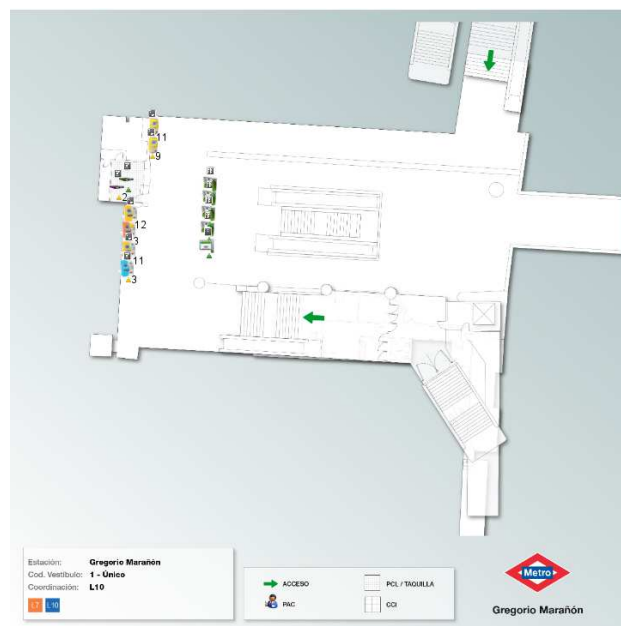 11
9
2
12
3
11
3
Estación: Gregorio Marañón
Cod. Vestíbulo: 1 - Único
Coordinación: L10
L7 L10
ACCESO
PCL / TAQUILLA
PAC
CCI
Metro
Gregorio Marañón